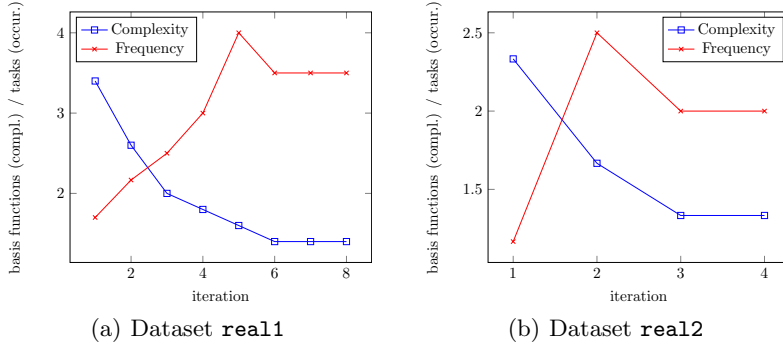 basis functions (compl.) / tasks (occur.)
4
3
2
Complexity
Frequency
2
4
6
8
iteration
(a) Dataset real1
basis functions (compl.) / tasks (occur.)
2.5
2
1.5
Complexity
Frequency
1
2
3
4
iteration
(b) Dataset real2